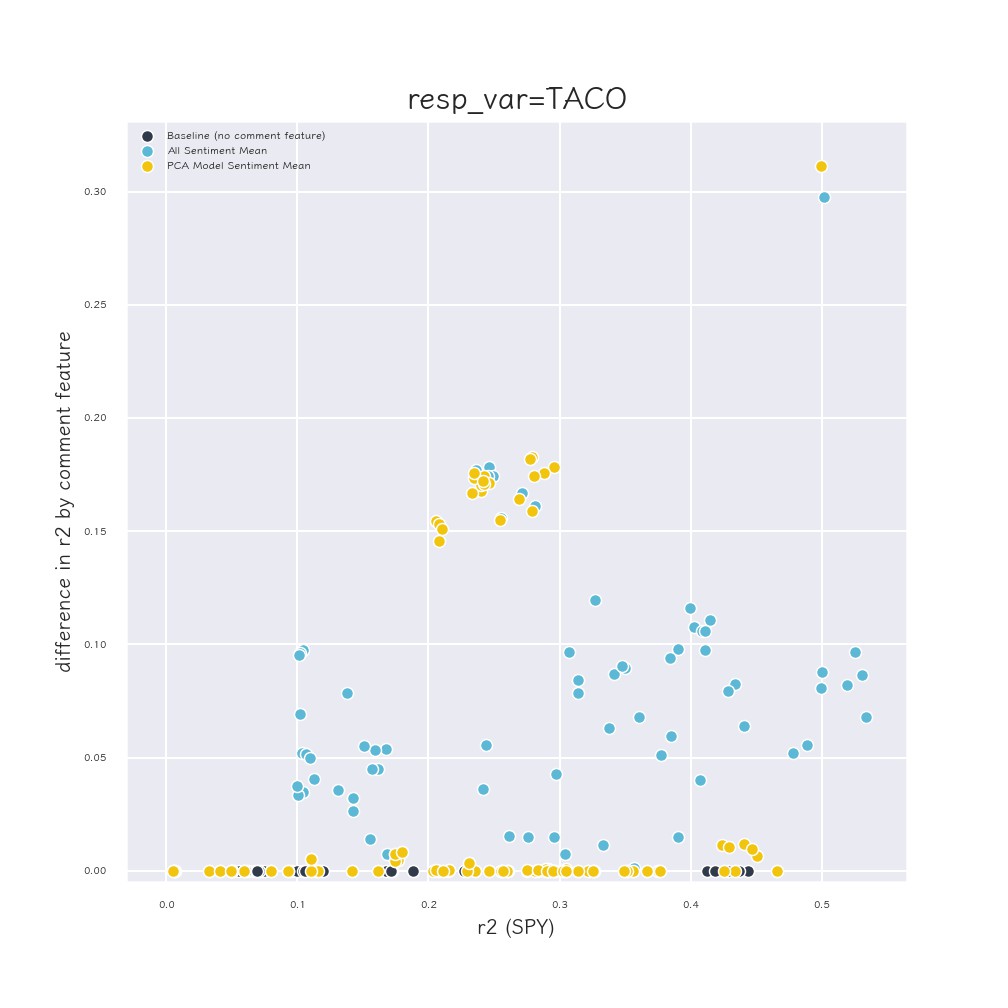 resp_var=TACO
Baseline (no comment feature)
All Sentiment Mean
PCA Model Sentiment Mean
difference in r2 by comment feature
0.30
0.25
0.20
0.15
0.10
0.05
0.00
0.0 0.1 0.2 0.3 0.4 0.5
r2 (SPY)